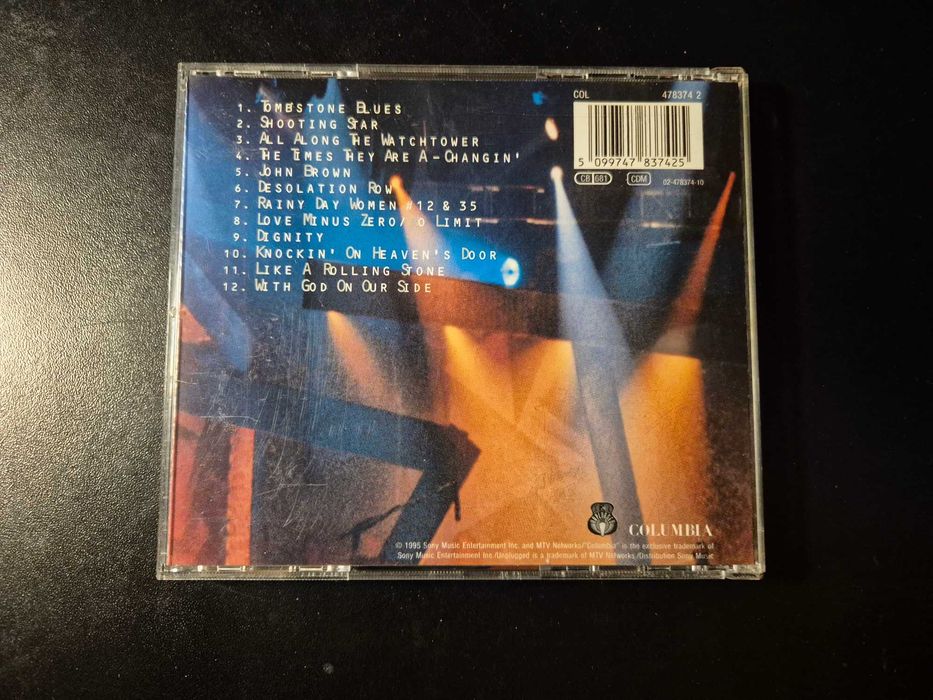 COL 478374 2
5 099747 837425
CB 681 CDM 02-478374-10
1. TOMBSTONE BLUES
2. SHOOTING STAR
3. ALL ALONG THE WATCHTOWER
4. THE TIMES THEY ARE A-CHANGIN'
5. JOHN BROWN
6. DESOLATION ROW
7. RAINY DAY WOMEN #12 & 35
8. LOVE MINUS ZERO/ O LIMIT
9. DIGNITY
10. KNOCKIN' ON HEAVEN'S DOOR
11. LIKE A ROLLING STONE
12. WITH GOD ON OUR SIDE
COLUMBIA
© 1995 Sony Music Entertainment Inc. and MTV Networks/"Columbia" is the exclusive trademark of
Sony Music Entertainment Inc./Unplugged is a trademark of MTV Networks /Distribution Sony Music